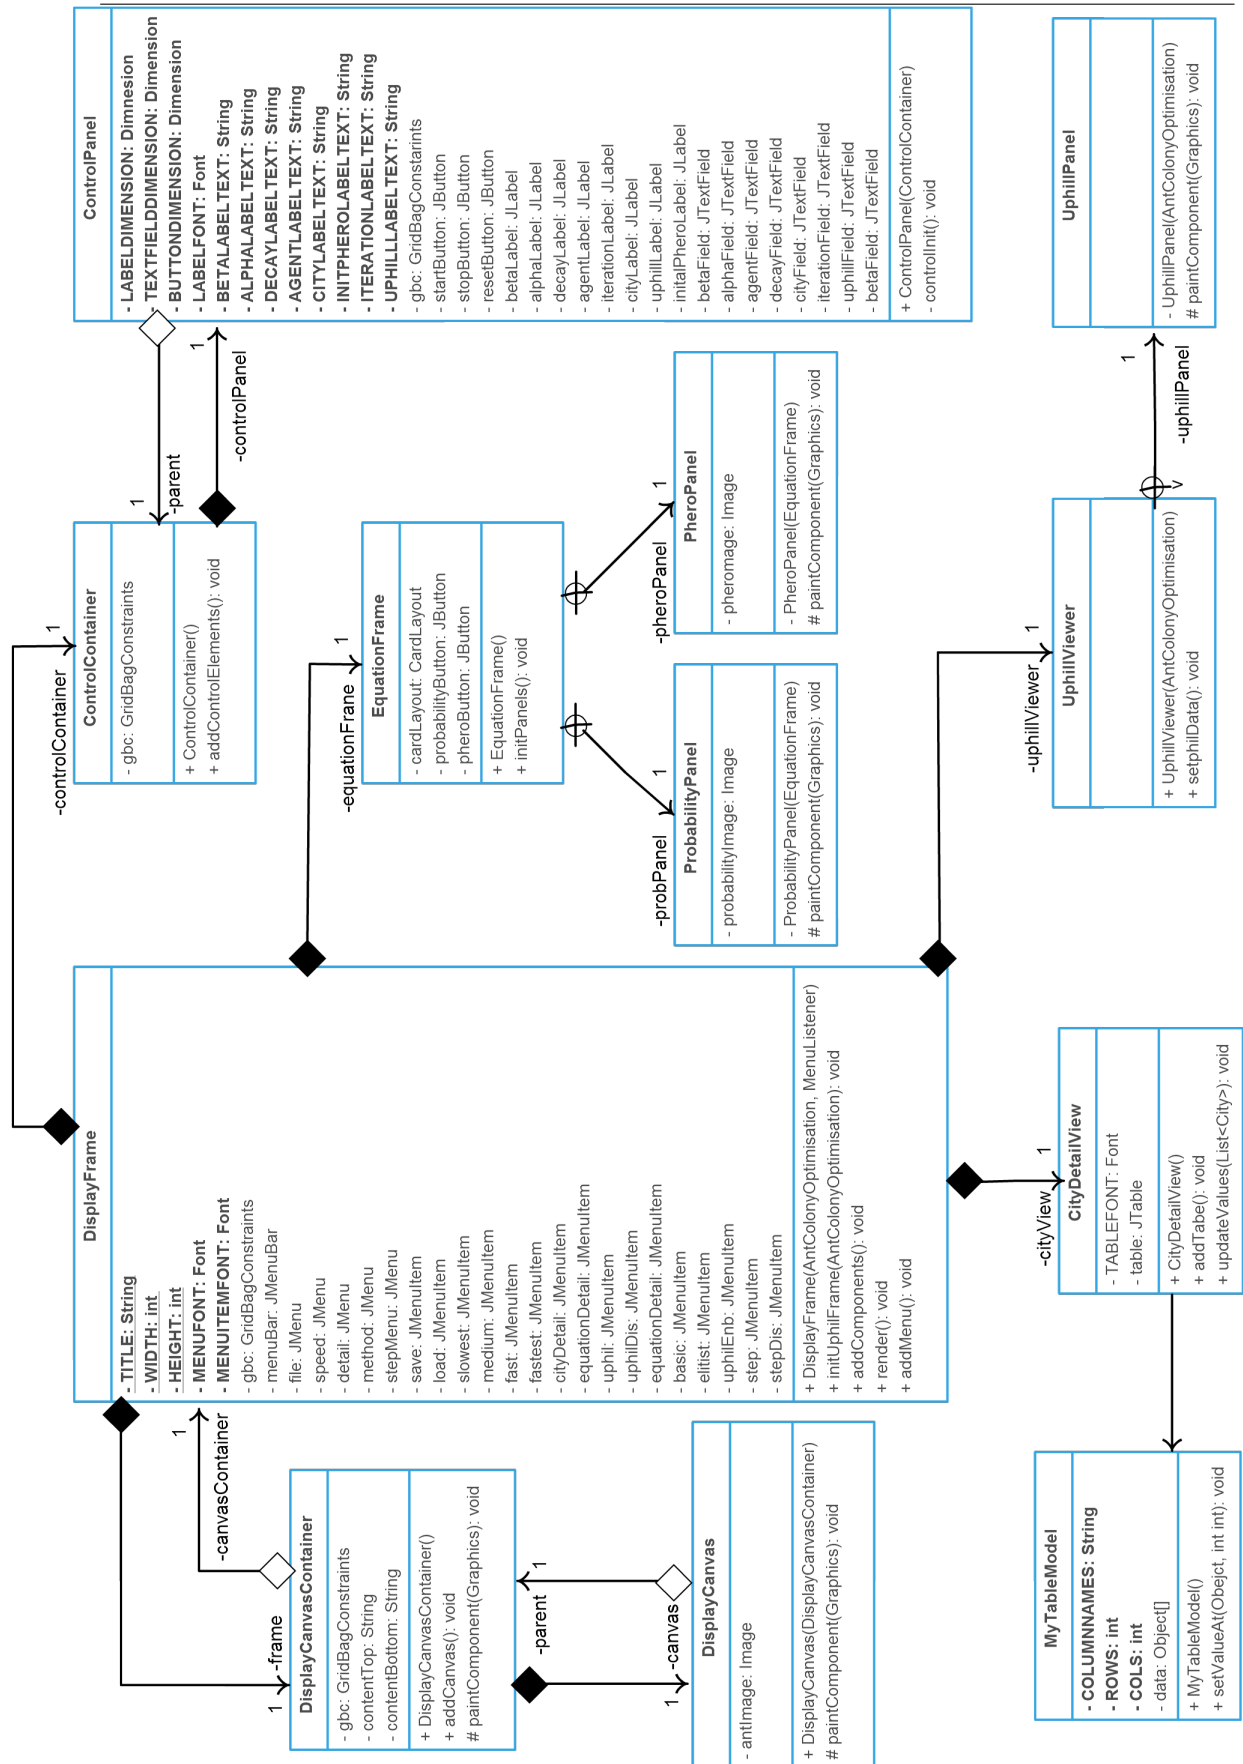 DisplayFrame
- TITLE: String
- WIDTH: int
- HEIGHT: int
- MENUFONT: Font
- MENUITEMFONT: Font
- gbc: GridBagConstraints
- menuBar: JMenuBar
- file: JMenu
- speed: JMenu
- detail: JMenu
- method: JMenu
- stepMenu: JMenu
- save: JMenuItem
- load: JMenuItem
- slowest: JMenuItem
- medium: JMenuItem
- fast: JMenuItem
- fastest: JMenuItem
- cityDetail: JMenuItem
- equationDetail: JMenuItem
- uphil: JMenuItem
- uphilDis: JMenuItem
- equationDetail: JMenuItem
- basic: JMenuItem
- elitist: JMenuItem
- uphilEnb: JMenuItem
- step: JMenuItem
- stepDis: JMenuItem
+ DisplayFrame(AntColonyOptimisation, MenuListener)
+ initUphilFrame(AntColonyOptimisation): void
+ addComponents(): void
+ render(): void
+ addMenu(): void
-controlContainer
1
ControlContainer
- gbc: GridBagConstraints
+ ControlContainer()
+ addControlElements(): void
1
-parent
1
-controlPanel
ControlPanel
- LABELDIMENSION: Dimnesion
- TEXTFIELDDIMENSION: Dimension
- BUTTONDIMENSION: Dimension
- LABELFONT: Font
- BETALABELTEXT: String
- ALPHALABELTEXT: String
- DECAYLABELTEXT: String
- AGENTLABELTEXT: String
- CITYLABELTEXT: String
- INITPHEROLABELTEXT: String
- ITERATIONLABELTEXT: String
- UPHILLLABELTEXT: String
- gbc: GridBagConstarints
- startButton: JButton
- stopButton: JButton
- resetButton: JButton
- betaLabel: JLabel
- alphaLabel: JLabel
- decayLabel: JLabel
- agentLabel: JLabel
- iterationLabel: JLabel
- cityLabel: JLabel
- uphillLabel: JLabel
- initalPheroLabel: JLabel
- betaField: JTextField
- alphaField: JTextField
- agentField: JTextField
- decayField: JTextField
- cityField: JTextField
- iterationField: JTextField
- uphillField: JTextField
- betaField: JTextField
+ ControlPanel(ControlContainer)
- controlInit(): void
1
-frame
1
-canvasContainer
DisplayCanvasContainer
- gbc: GridBagConstraints
- contentTop: String
- contentBottom: String
+ DisplayCanvasContainer()
+ addCanvas(): void
# paintComponent(Graphics): void
-parent
1
1
-canvas
DisplayCanvas
- antImage: Image
+ DisplayCanvas(DisplayCanvasContainer)
# paintComponent(Graphics): void
-equationFrame
1
EquationFrame
- cardLayout: CardLayout
- probabilityButton: JButton
- pheroButton: JButton
+ EquationFrame()
+ initPanels(): void
-probPanel
1
ProbabilityPanel
- probabilityImage: Image
- ProbabilityPanel(EquationFrame)
# paintComponent(Graphics): void
-pheroPanel
1
PheroPanel
- pheromage: Image
- PheroPanel(EquationFrame)
# paintComponent(Graphics): void
-cityView
1
CityDetailView
- TABLEFONT: Font
- table: JTable
+ CityDetailView()
+ addTabe(): void
+ updateValues(List<City>): void
MyTableModel
- COLUMNNAMES: String
- ROWS: int
- COLS: int
- data: Object[]
+ MyTableModel()
+ setValueAt(Obejct, int int): void
-uphillViewer
1
UphillViewer
+ UphillViewer(AntColonyOptimisation)
+ setphilData(): void
v
1
-uphillPanel
UphillPanel
- UphillPanel(AntColonyOptimisation)
# paintComponent(Graphics): void